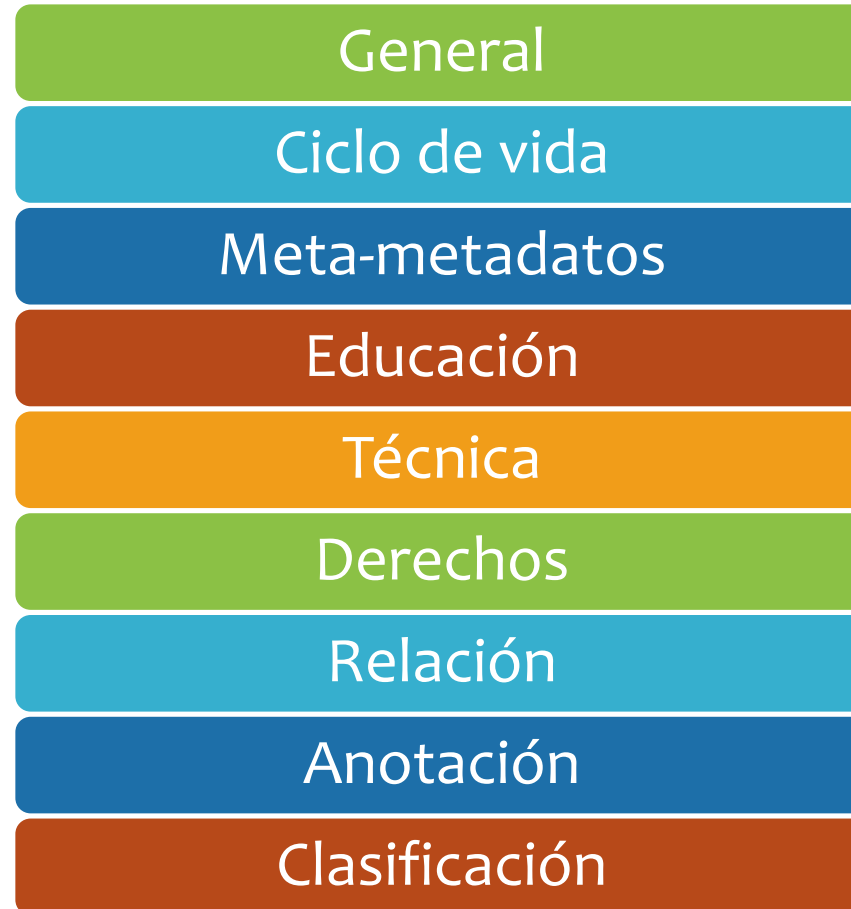 General
Ciclo de vida
Meta-metadatos
Educación
Técnica
Derechos
Relación
Anotación
Clasificación